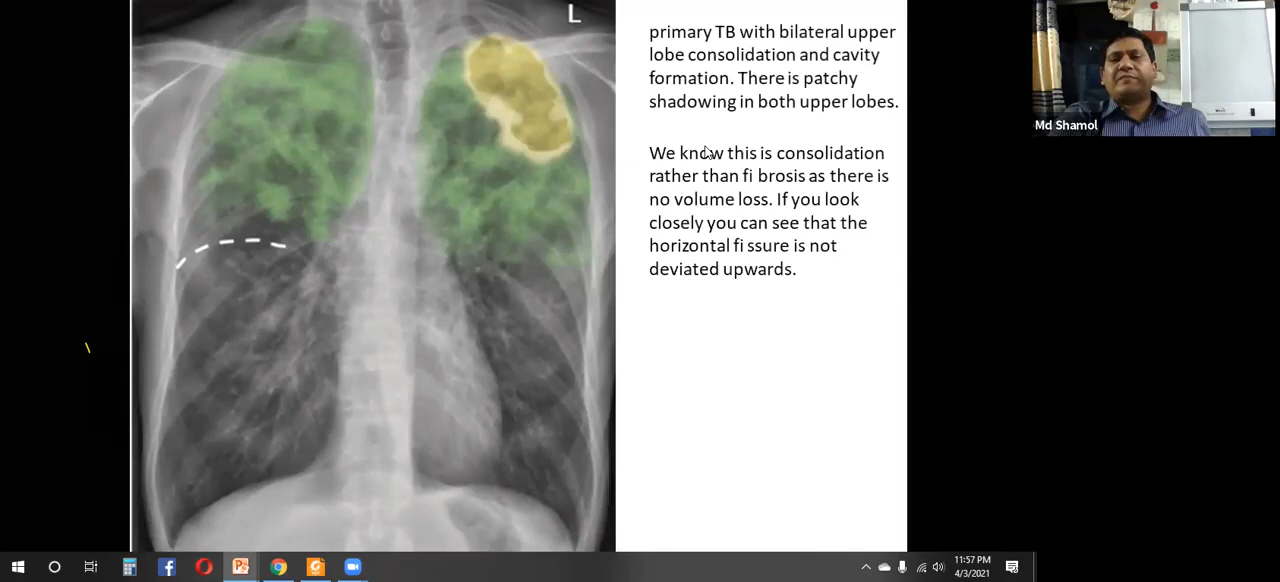 L
primary TB with bilateral upper
lobe consolidation and cavity
formation. There is patchy
shadowing in both upper lobes.
We know this is consolidation
rather than fi brosis as there is
no volume loss. If you look
closely you can see that the
horizontal fi ssure is not
deviated upwards.
Md Shamol
11:57 PM
4/3/2021